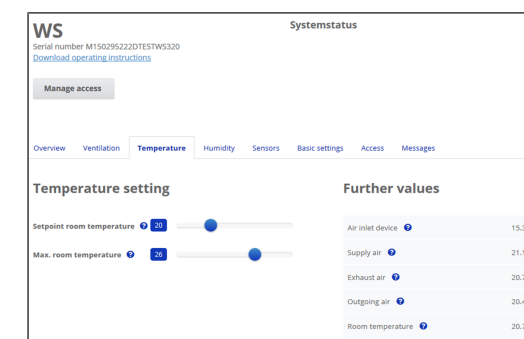 WS
Systemstatus
Serial number M150295222DTESTWS320
Download operating instructions
Manage access
Overview Ventilation Temperature Humidity Sensors Basic settings Access Messages
Temperature setting
Further values
Setpoint room temperature ? 20
Max. room temperature ? 26
Air inlet device ?
Supply air ?
Exhaust air ?
Outgoing air ?
Room temperature ?